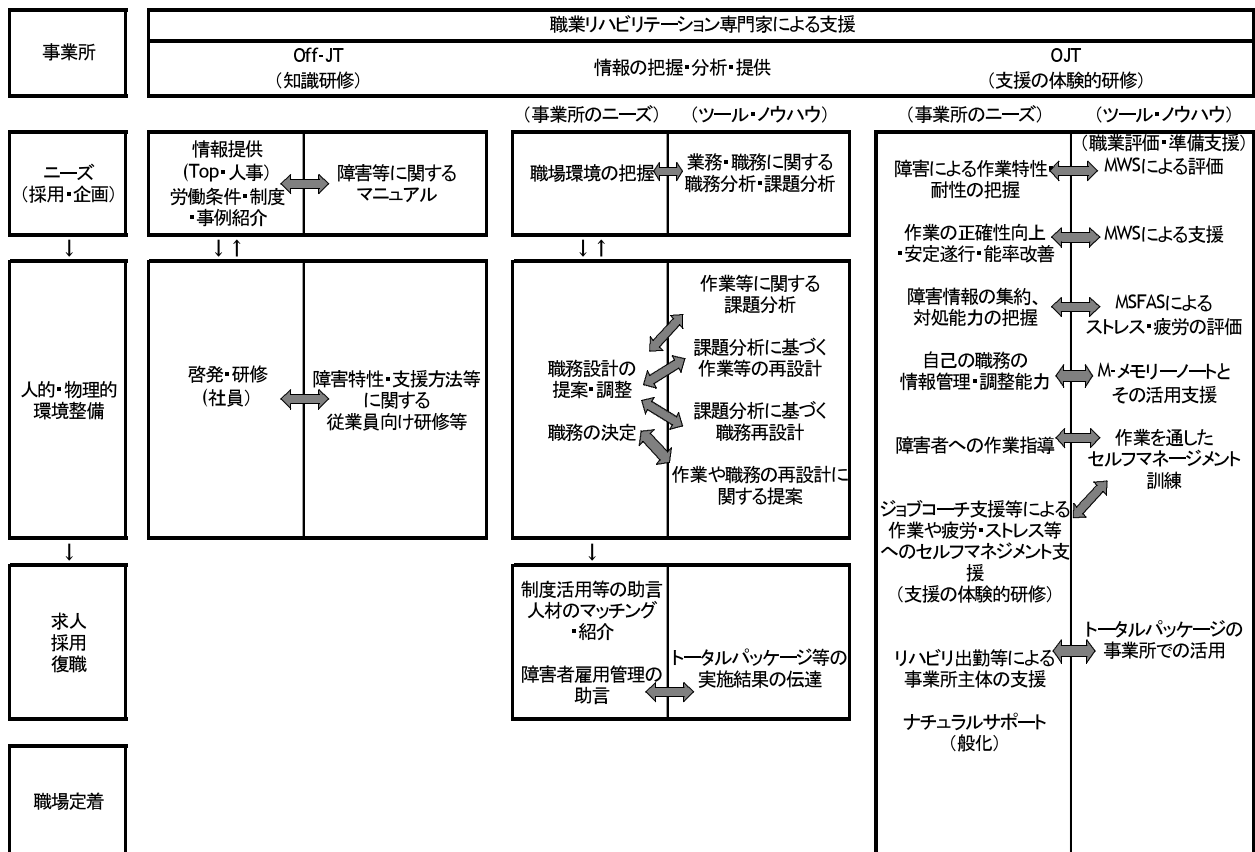 事業所
職業リハビリテーション専門家による支援
Off-JT
(知識研修)
情報の把握・分析・提供
OJT
(支援の体験的研修)
(事業所のニーズ)
(ツール・ノウハウ)
(事業所のニーズ)
(ツール・ノウハウ)
ニーズ
(採用・企画)
情報提供
(Top・人事)
労働条件・制度
・事例紹介
障害等に関する
マニュアル
職場環境の把握
業務・職務に関する
職務分析・課題分析
↓
↓↑
↓↑
人的・物理的
環境整備
啓発・研修
(社員)
障害特性・支援方法等
に関する
従業員向け研修等
職務設計の
提案・調整
職務の決定
作業等に関する
課題分析
課題分析に基づく
作業等の再設計
課題分析に基づく
職務再設計
作業や職務の再設計に
関する提案
↓
↓
求人
採用
復職
制度活用等の助言
人材のマッチング
・紹介
障害者雇用管理の
助言
トータルパッケージ等の
実施結果の伝達
職場定着
(職業評価・準備支援)
障害による作業特性・
耐性の把握
MWSによる評価
作業の正確性向上
・安定遂行・能率改善
MWSによる支援
障害情報の集約、
対処能力の把握
MSFASによる
ストレス・疲労の評価
自己の職務の
情報管理・調整能力
M-メモリーノートと
その活用支援
障害者への作業指導
作業を通した
セルフマネージメント
訓練
ジョブコーチ支援等による
作業や疲労・ストレス等
へのセルフマネジメント支
援
(支援の体験的研修)
リハビリ出勤等による
事業所主体の支援
トータルパッケージの
事業所での活用
ナチュラルサポート
(般化)